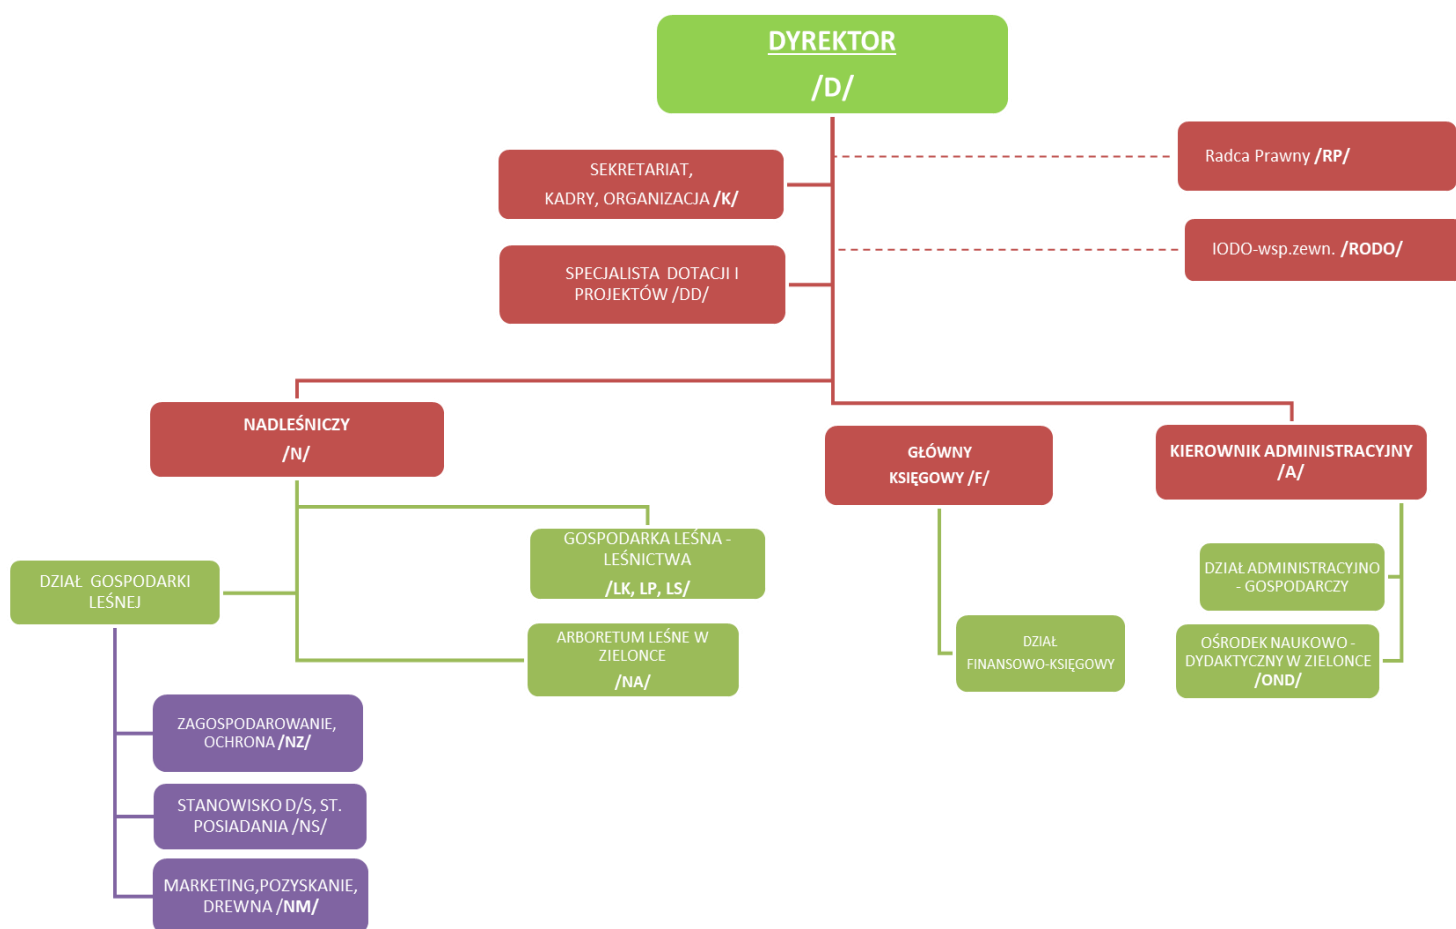 DYREKTOR
/D/
SEKRETARIAT,
KADRY, ORGANIZACJA /K/
Radca Prawny /RP/
SPECJALISTA DOTACJI I
PROJEKTÓW /DD/
IODO-wsp.zewn. /RODO/
NADLEŚNICZY
/N/
GŁÓWNY
KSIĘGOWY /F/
KIEROWNIK ADMINISTRACYJNY
/A/
DZIAŁ GOSPODARKI
LEŚNEJ
GOSPODARKA LEŚNA -
LEŚNICTWA
/LK, LP, LS/
ARBORETUM LEŚNE W
ZIELONCE
/NA/
DZIAŁ
FINANSOWO-KSIĘGOWY
DZIAŁ ADMINISTRACYJNO
- GOSPODARCZY
OŚRODEK NAUKOWO -
DYDAKTYCZNY W ZIELONCE
/OND/
ZAGOSPODAROWANIE,
OCHRONA /NZ/
STANOWISKO D/S, ST.
POSIADANIA /NS/
MARKETING,POZYSKANIE,
DREWNA /NM/